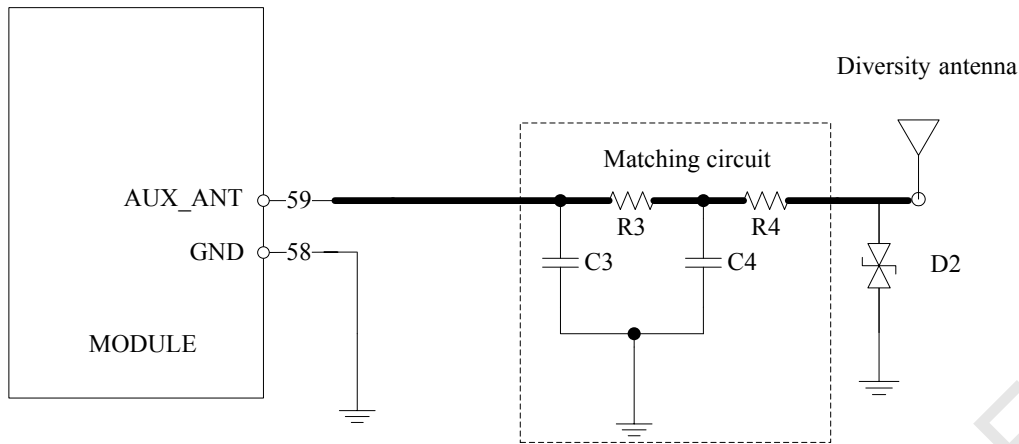 Diversity antenna
Matching circuit
AUX_ANT 59
R3 R4
GND 58
C3 C4 D2
MODULE